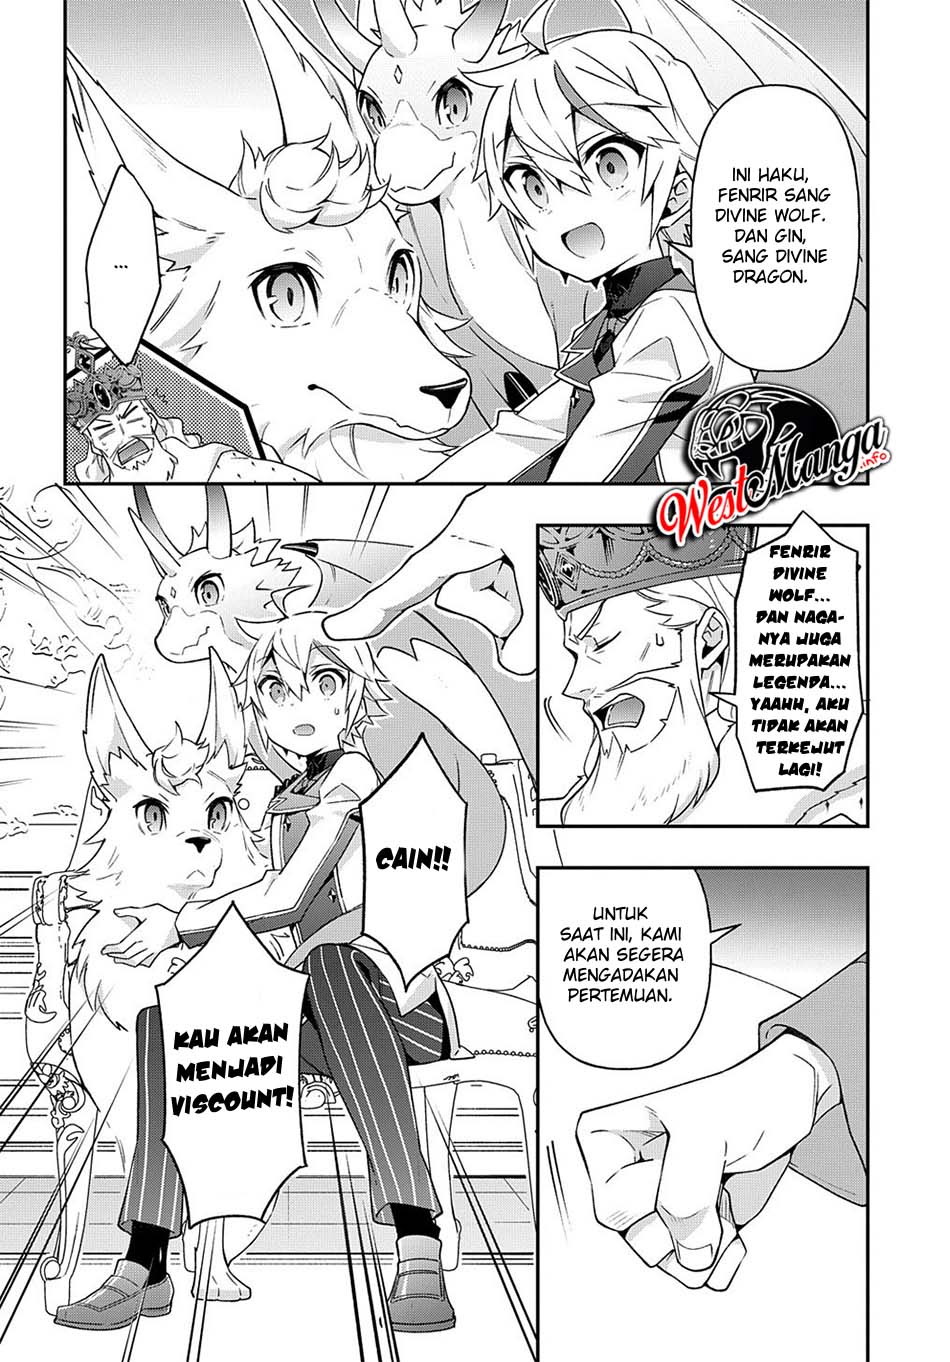 INI HAKU,
FENRIR SANG
DIVINE WOLF.
DAN GIN,
SANG DIVINE
DRAGON.
...
WestManga
.info
FENRIR
DIVINE
WOLF...
DAN NAGA-
NYA JUGA
MERUPAKAN
LEGENDA...
YAAHH, AKU
TIDAK AKAN
TERKEJUT
LAGI!
UNTUK
SAAT INI, KAMI
AKAN SEGERA
MENGADAKAN
PERTEMUAN.
CAIN!!
KAU AKAN
MENJADI
VISCOUNT!